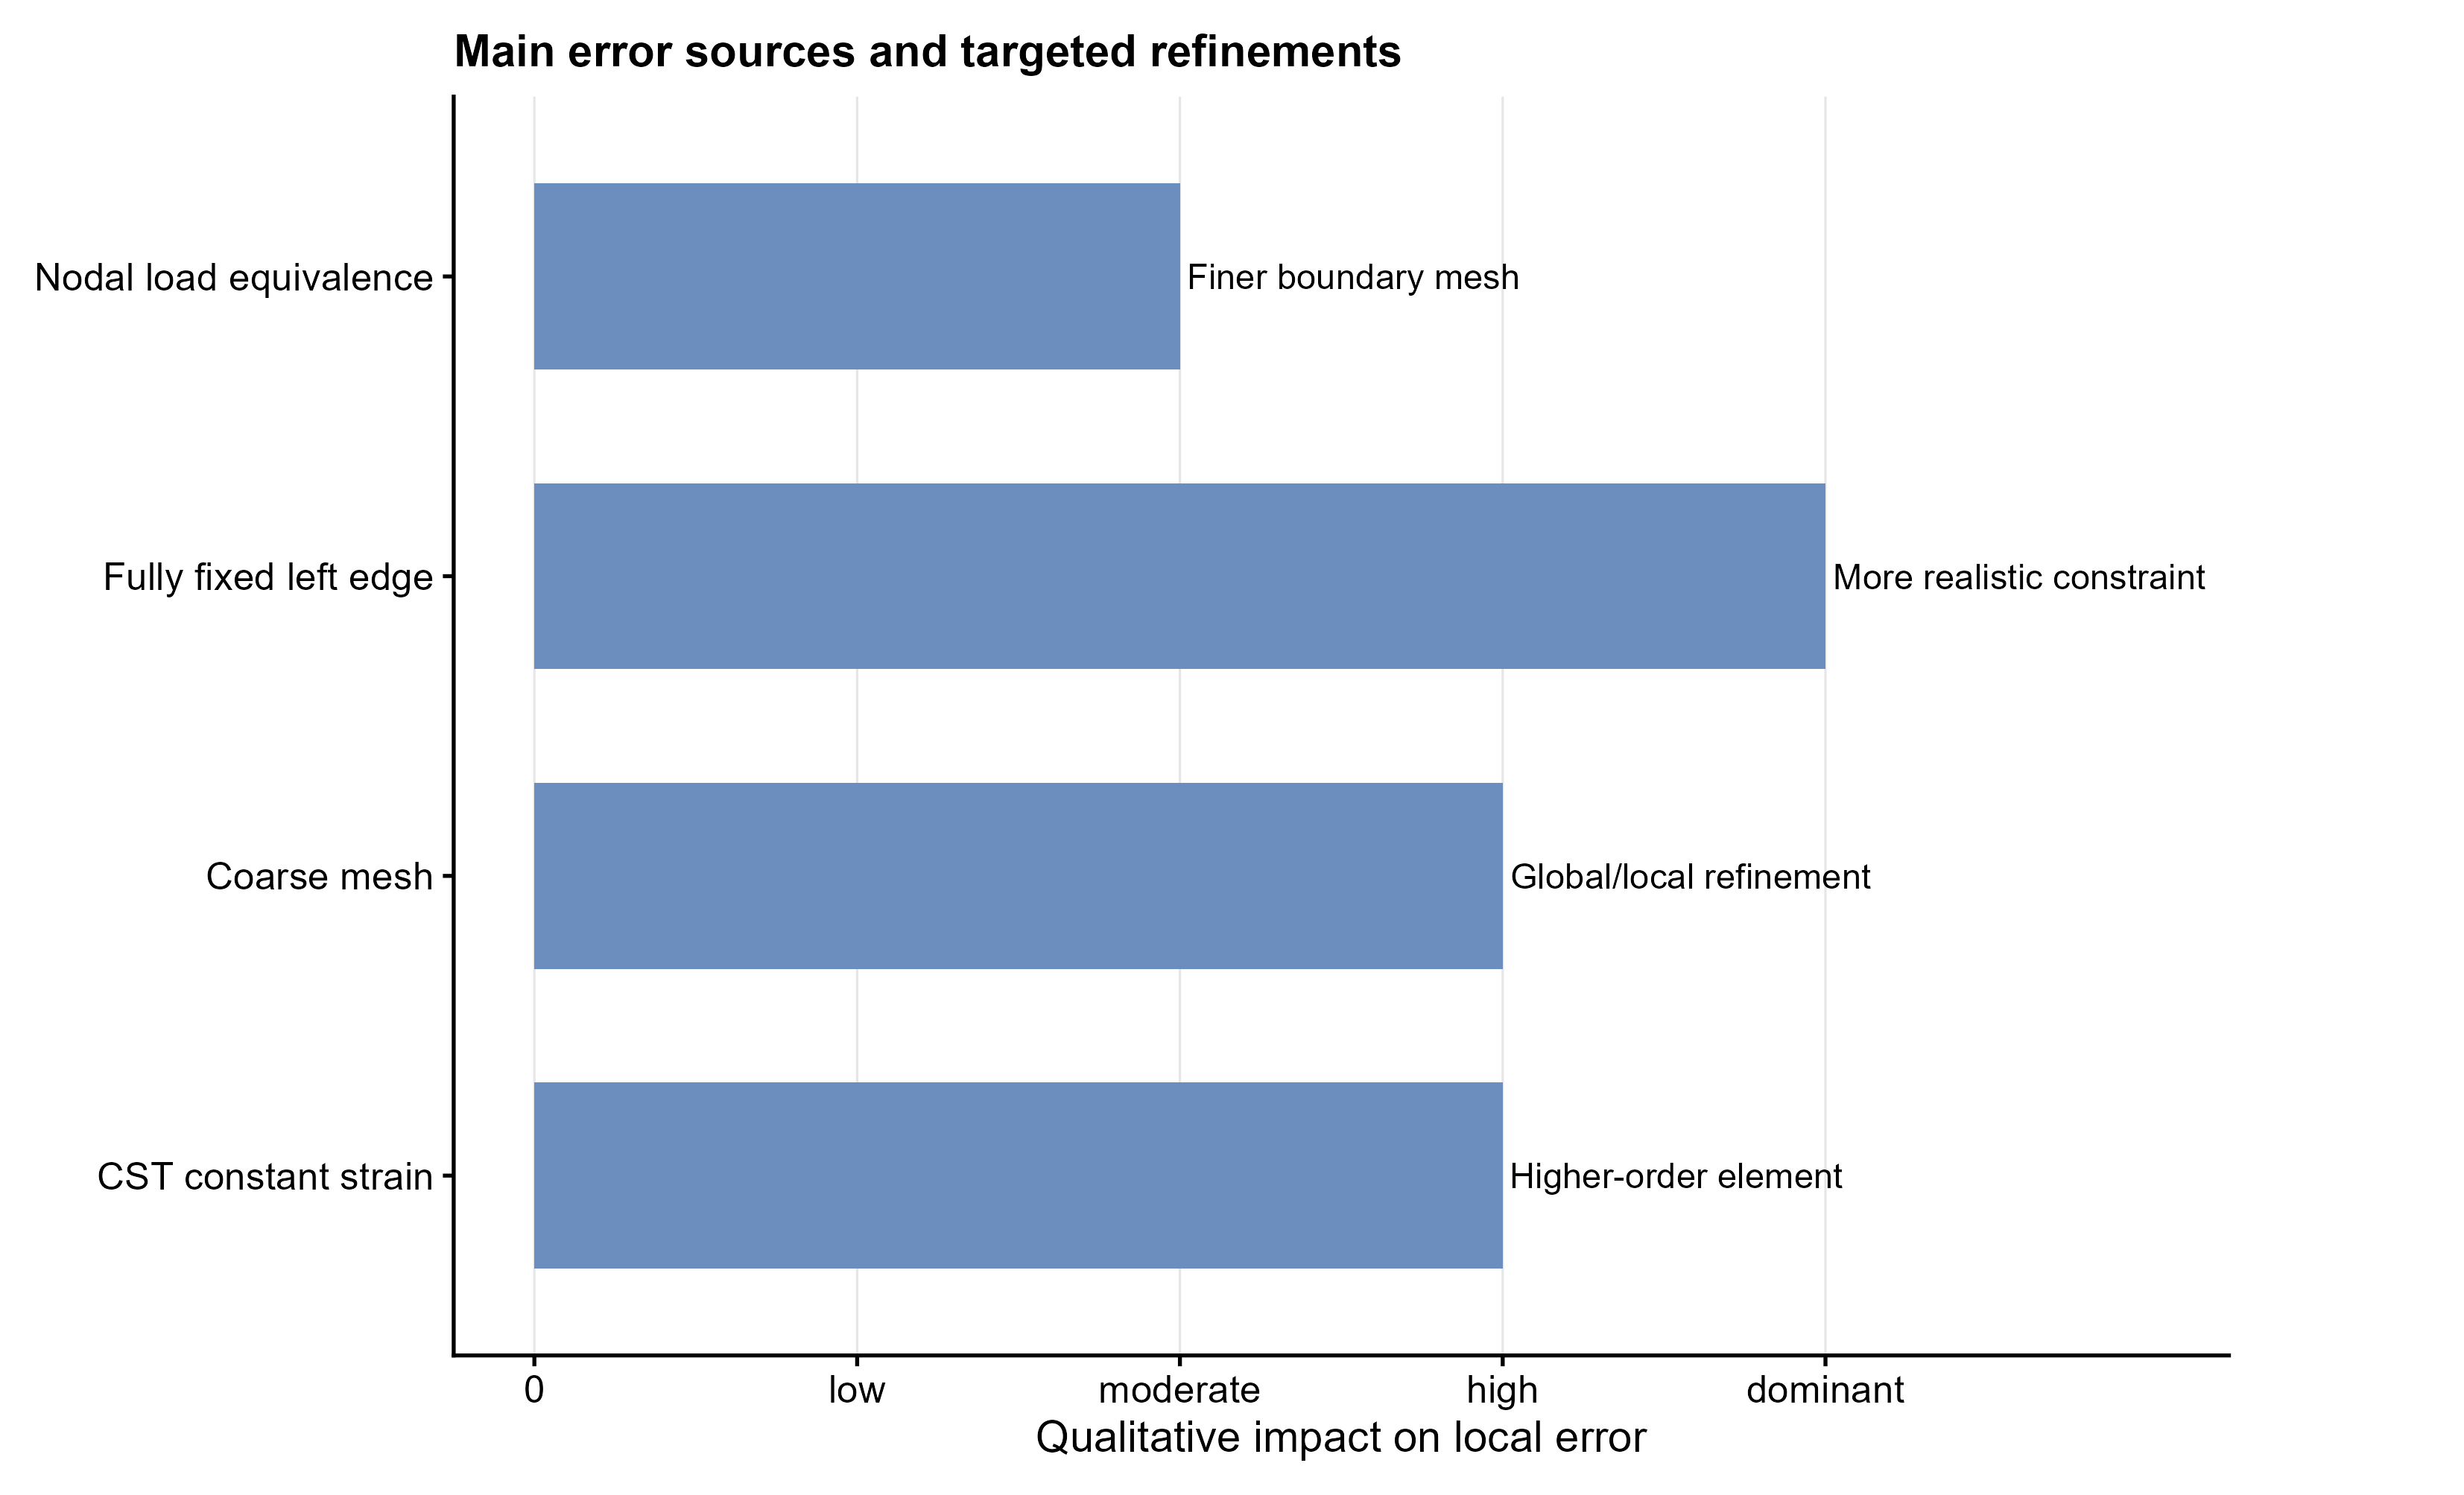 Main error sources and targeted refinements
Nodal load equivalence
Finer boundary mesh
Fully fixed left edge
More realistic constraint
Coarse mesh
Global/local refinement
CST constant strain
Higher-order element
0 low moderate high dominant
Qualitative impact on local error